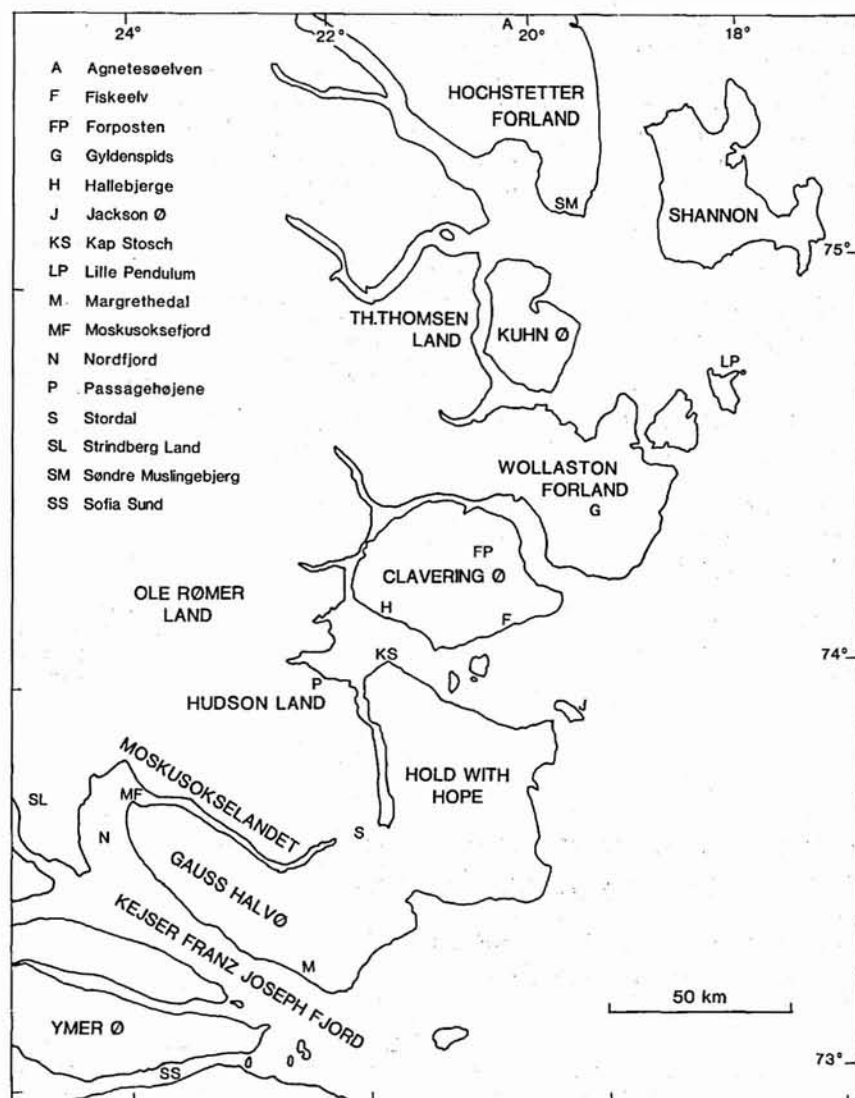 24° 22° A 20° 18°
A Agnetesøelven
F Fiskeelv
FP Forposten
G Gyldenspids
H Hallebjerge
J Jackson Ø
KS Kap Stosch
LP Lille Pendulum
M Margrethedal
MF Moskusoksefjord
N Nordfjord
P Passagehøjene
S Stordal
SL Strindberg Land
SM Søndre Muslingebjerg
SS Sofia Sund
HOCHSTETTER
FORLAND
SM
SHANNON
75°
TH.THOMSEN
LAND
KUHN Ø
LP
WOLLASTON
FORLAND
G
FP
CLAVERING Ø
H
F
OLE RØMER
LAND
KS
74°
P
HUDSON LAND
J
HOLD WITH
HOPE
MOSKUSOKSELANDET
SL
MF
N
S
GAUSS HALVØ
KEJSER FRANZ JOSEPH FJORD
M
50 km
YMER Ø
SS
73°